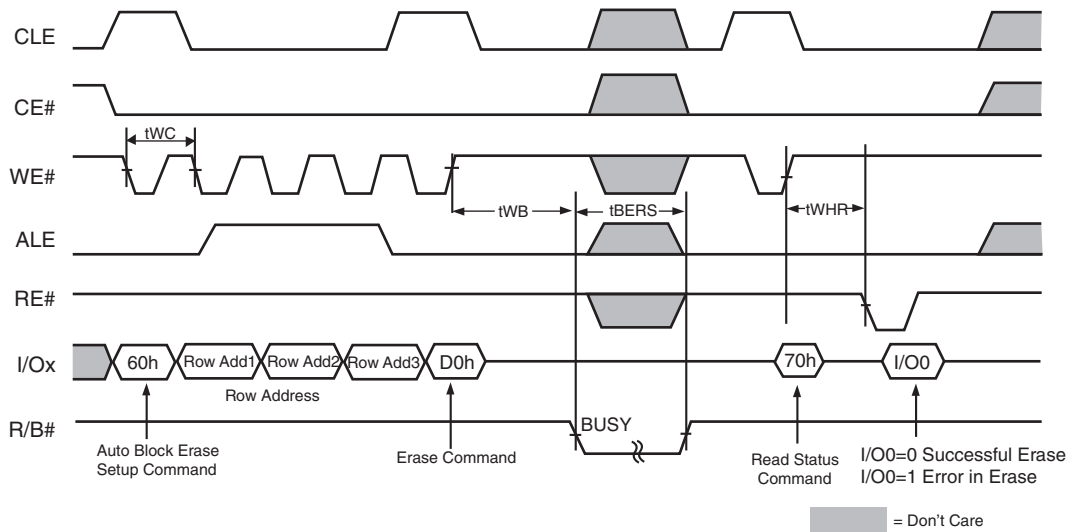 CLE
CE#
tWC
WE#
tWB
tBERS
tWHR
ALE
RE#
I/Ox
60h
Row Add1
Row Add2
Row Add3
D0h
70h
I/O0
Row Address
R/B#
BUSY
Auto Block Erase
Setup Command
Erase Command
Read Status
Command
I/O0=0 Successful Erase
I/O0=1 Error in Erase
= Don't Care